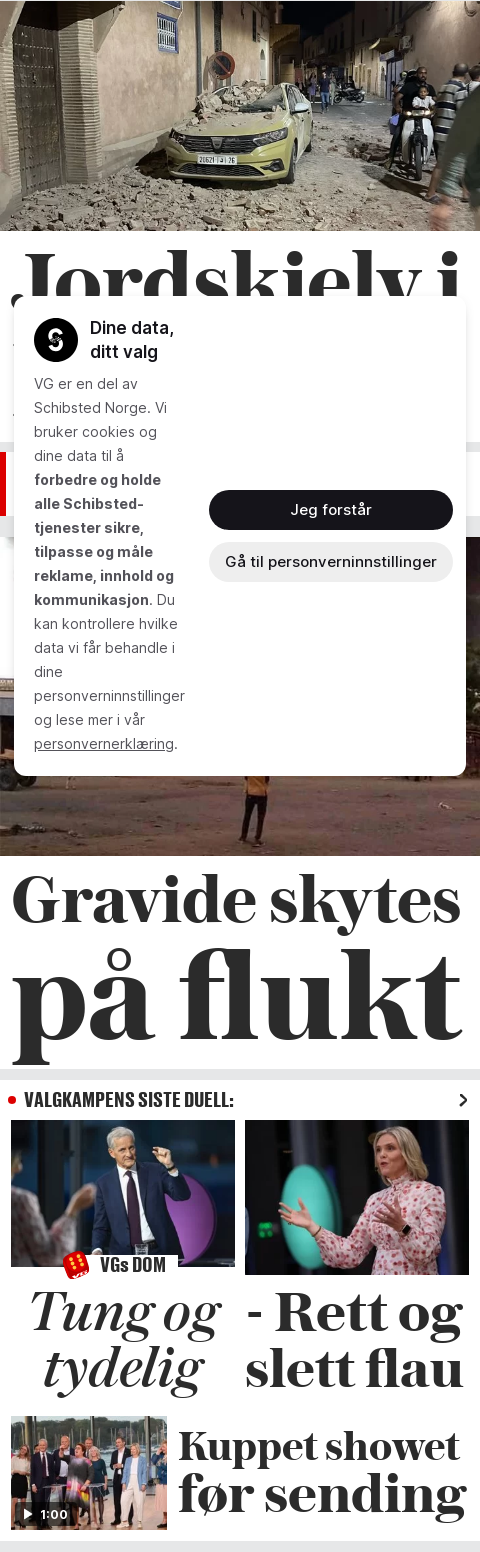 20621 أ 26
Jordskjelv i
Dine data,
ditt valg
VG er en del av
Schibsted Norge. Vi
bruker cookies og
dine data til å
forbedre og holde
alle Schibsted-
tjenester sikre,
tilpasse og måle
reklame, innhold og
kommunikasjon. Du
kan kontrollere hvilke
data vi får behandle i
dine
personverninnstillinger
og lese mer i vår
personvernerklæring.
Jeg forstår
Gå til personverninnstillinger
Gravide skytes
på flukt
VALGKAMPENS SISTE DUELL:
VGs DOM
Tung og
tydelig
- Rett og
slett flau
1:00
Kuppet showet
før sending